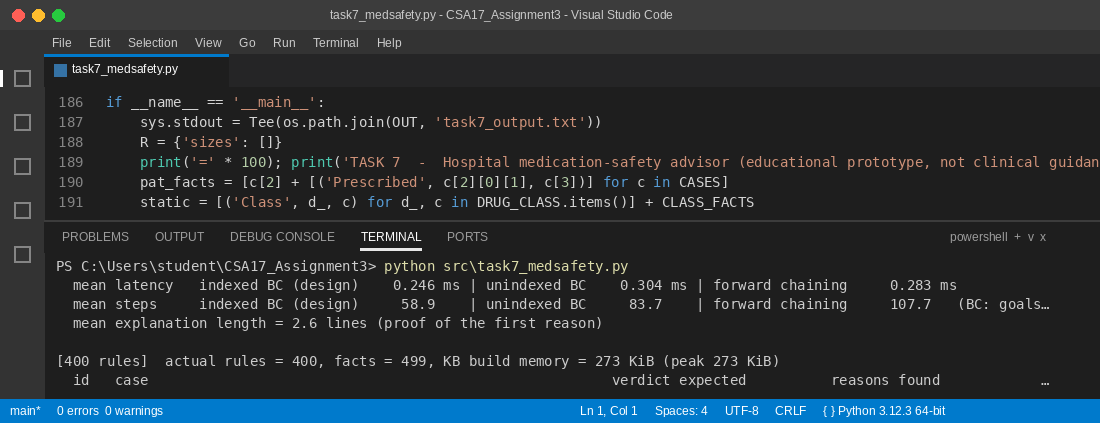 task7_medsafety.py - CSA17_Assignment3 - Visual Studio Code
File Edit Selection View Go Run Terminal Help
task7_medsafety.py
186 if __name__ == '__main__':
187     sys.stdout = Tee(os.path.join(OUT, 'task7_output.txt'))
188     R = {'sizes': []}
189     print('=' * 100); print('TASK 7  -  Hospital medication-safety advisor (educational prototype, not clinical guidan
190     pat_facts = [c[2] + [('Prescribed', c[2][0][1], c[3])] for c in CASES]
191     static = [('Class', d_, c) for d_, c in DRUG_CLASS.items()] + CLASS_FACTS
PROBLEMS OUTPUT DEBUG CONSOLE TERMINAL PORTS powershell + v x
PS C:\Users\student\CSA17_Assignment3> python src\task7_medsafety.py
  mean latency   indexed BC (design)    0.246 ms | unindexed BC    0.304 ms | forward chaining     0.283 ms
  mean steps     indexed BC (design)     58.9    | unindexed BC     83.7    | forward chaining     107.7   (BC: goals…
  mean explanation length = 2.6 lines (proof of the first reason)
[400 rules]  actual rules = 400, facts = 499, KB build memory = 273 KiB (peak 273 KiB)
  id   case                                                       verdict expected          reasons found            …
main* 0 errors 0 warnings Ln 1, Col 1 Spaces: 4 UTF-8 CRLF { } Python 3.12.3 64-bit